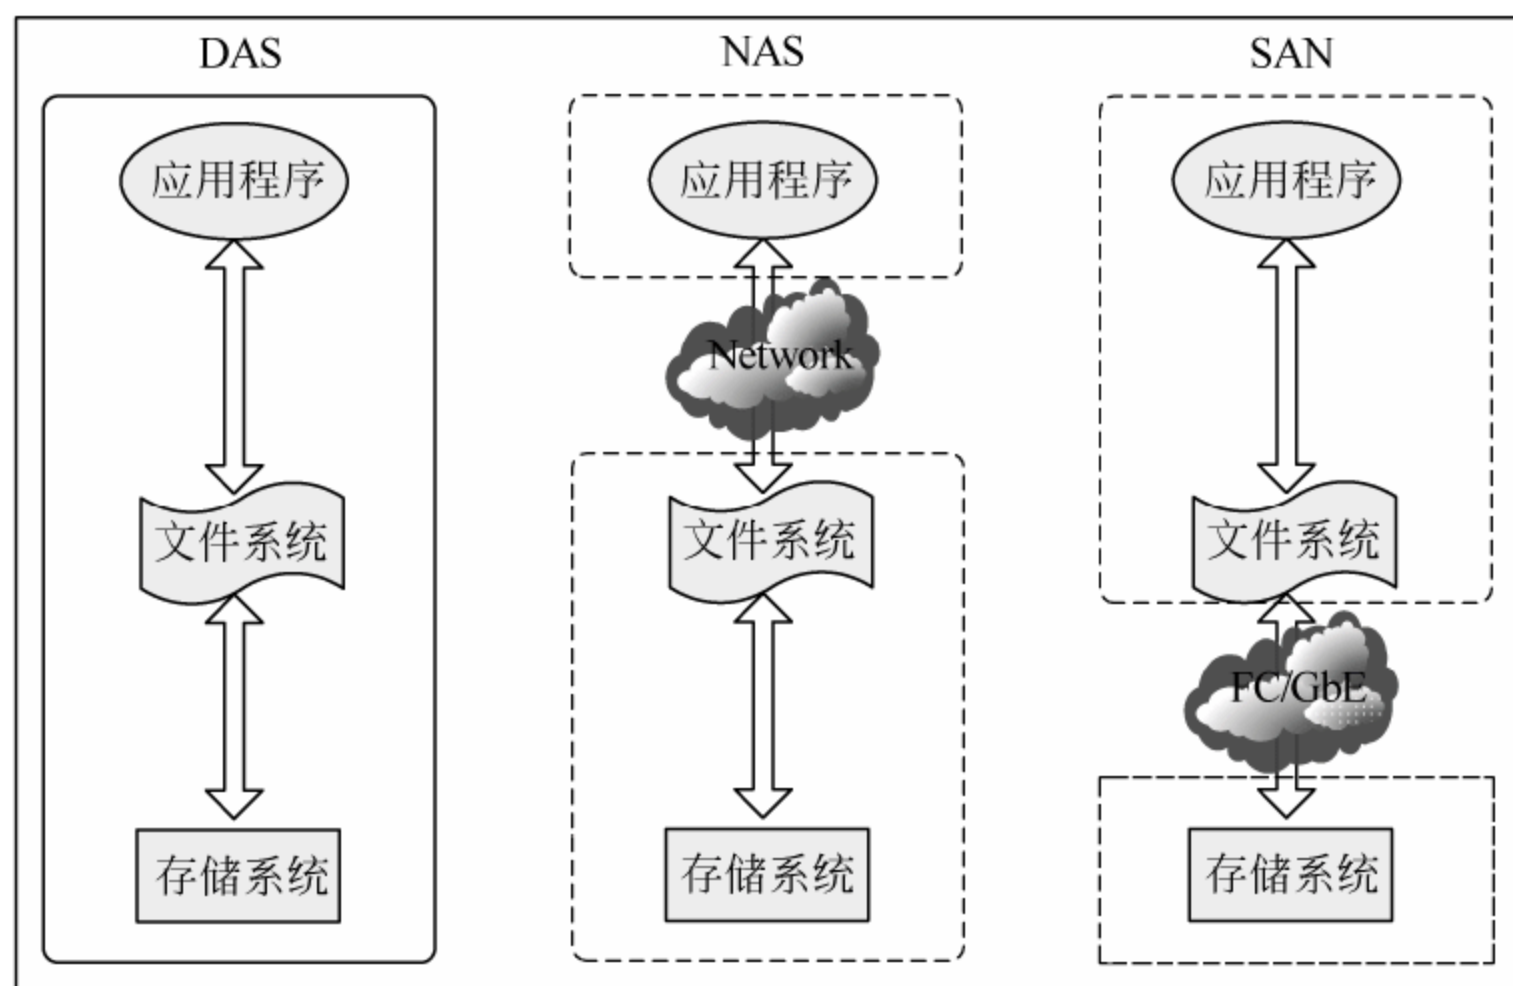 DAS
应用程序
文件系统
存储系统
NAS
应用程序
Network
文件系统
存储系统
SAN
应用程序
文件系统
FC/GbE
存储系统